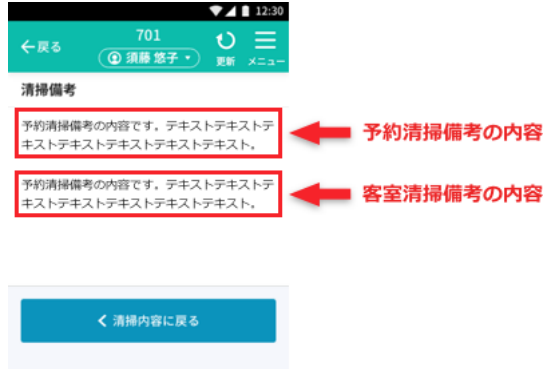 12:30
←戻る
701
須藤 悠子
更新
メニュー
清掃備考
予約清掃備考の内容です。テキストテキストテ
キストテキストテキストテキストテキスト。
予約清掃備考の内容
予約清掃備考の内容です。テキストテキストテ
キストテキストテキストテキストテキスト。
客室清掃備考の内容
清掃内容に戻る